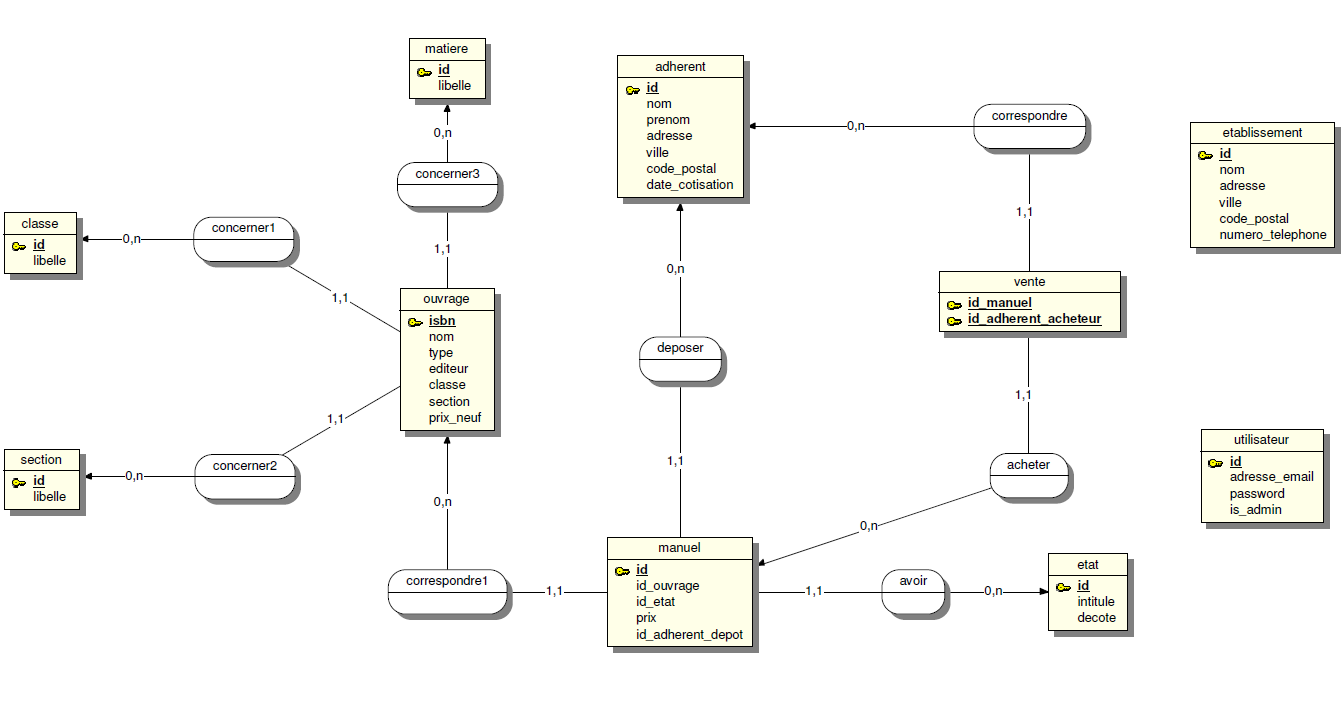 matiere
id
libelle
0,n
concerner3
1,1
adherent
id
nom
prenom
adresse
ville
code_postal
date_cotisation
0,n
correspondre
1,1
etablissement
id
nom
adresse
ville
code_postal
numero_telephone
classe
id
libelle
0,n
concerner1
1,1
ouvrage
isbn
nom
type
editeur
classe
section
prix_neuf
0,n
deposer
1,1
vente
id_manuel
id_adherent_acheteur
1,1
acheter
0,n
section
id
libelle
0,n
concerner2
1,1
0,n
correspondre1
1,1
manuel
id
id_ouvrage
id_etat
prix
id_adherent_depot
1,1
avoir
0,n
etat
id
intitule
decote
utilisateur
id
adresse_email
password
is_admin